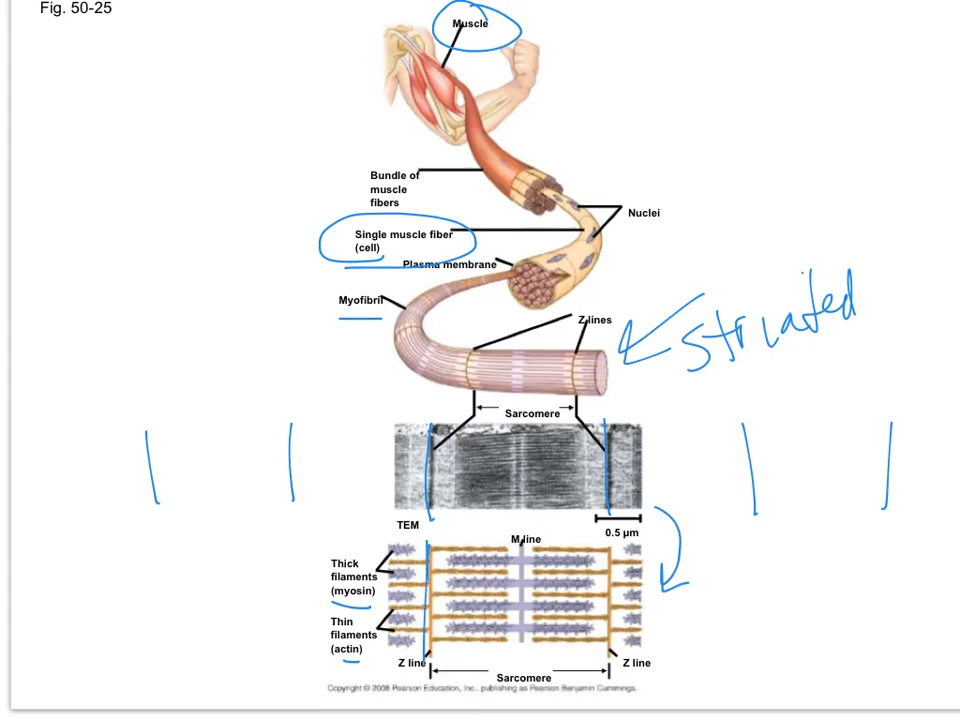 Fig. 50-25
Muscle
Bundle of
muscle
fibers
Nuclei
Single muscle fiber
(cell)
Plasma membrane
Myofibril
Z lines
striated
Sarcomere
TEM
0.5 µm
M line
Thick
filaments
(myosin)
Thin
filaments
(actin)
Z line
Z line
Sarcomere
Copyright © 2008 Pearson Education, Inc., publishing as Pearson Benjamin Cummings.